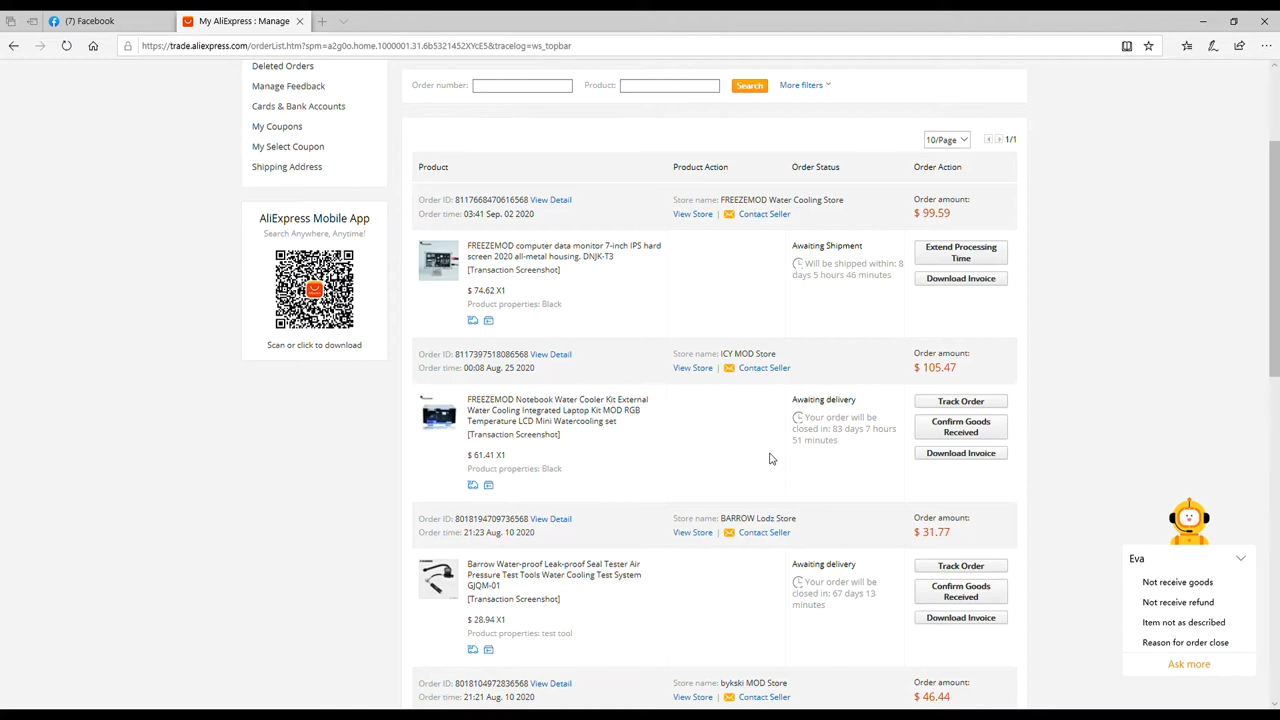 (7) Facebook
My AliExpress : Manage
https://trade.aliexpress.com/orderList.htm?spm=a2g0o.home.1000001.31.6b5321452XYcE5&tracelog=ws_topbar
Deleted Orders
Manage Feedback
Cards & Bank Accounts
My Coupons
My Select Coupon
Shipping Address
AliExpress Mobile App
Search Anywhere, Anytime!
Scan or click to download
Order number:
Product:
Search
More filters
10/Page
1/1
Product
Product Action
Order Status
Order Action
Order ID: 8117668470616568 View Detail
Order time: 03:41 Sep. 02 2020
Store name: FREEZEMOD Water Cooling Store
View Store | Contact Seller
Order amount:
$ 99.59
FREEZEMOD computer data monitor 7-inch IPS hard
screen 2020 all-metal housing. DNJK-T3
[Transaction Screenshot]
$ 74.62 X1
Product properties: Black
Awaiting Shipment
Will be shipped within: 8
days 5 hours 46 minutes
Extend Processing
Time
Download Invoice
Order ID: 8117397518086568 View Detail
Order time: 00:08 Aug. 25 2020
Store name: ICY MOD Store
View Store | Contact Seller
Order amount:
$ 105.47
FREEZEMOD Notebook Water Cooler Kit External
Water Cooling Integrated Laptop Kit MOD RGB
Temperature LCD Mini Watercooling set
[Transaction Screenshot]
$ 61.41 X1
Product properties: Black
Awaiting delivery
Your order will be
closed in: 83 days 7 hours
51 minutes
Track Order
Confirm Goods
Received
Download Invoice
Order ID: 8018194709736568 View Detail
Order time: 21:23 Aug. 10 2020
Store name: BARROW Lodz Store
View Store | Contact Seller
Order amount:
$ 31.77
Barrow Water-proof Leak-proof Seal Tester Air
Pressure Test Tools Water Cooling Test System
GJQM-01
[Transaction Screenshot]
$ 28.94 X1
Product properties: test tool
Awaiting delivery
Your order will be
closed in: 67 days 13
minutes
Track Order
Confirm Goods
Received
Download Invoice
Order ID: 8018104972836568 View Detail
Order time: 21:21 Aug. 10 2020
Store name: bykski MOD Store
View Store | Contact Seller
Order amount:
$ 46.44
Eva
Not receive goods
Not receive refund
Item not as described
Reason for order close
Ask more